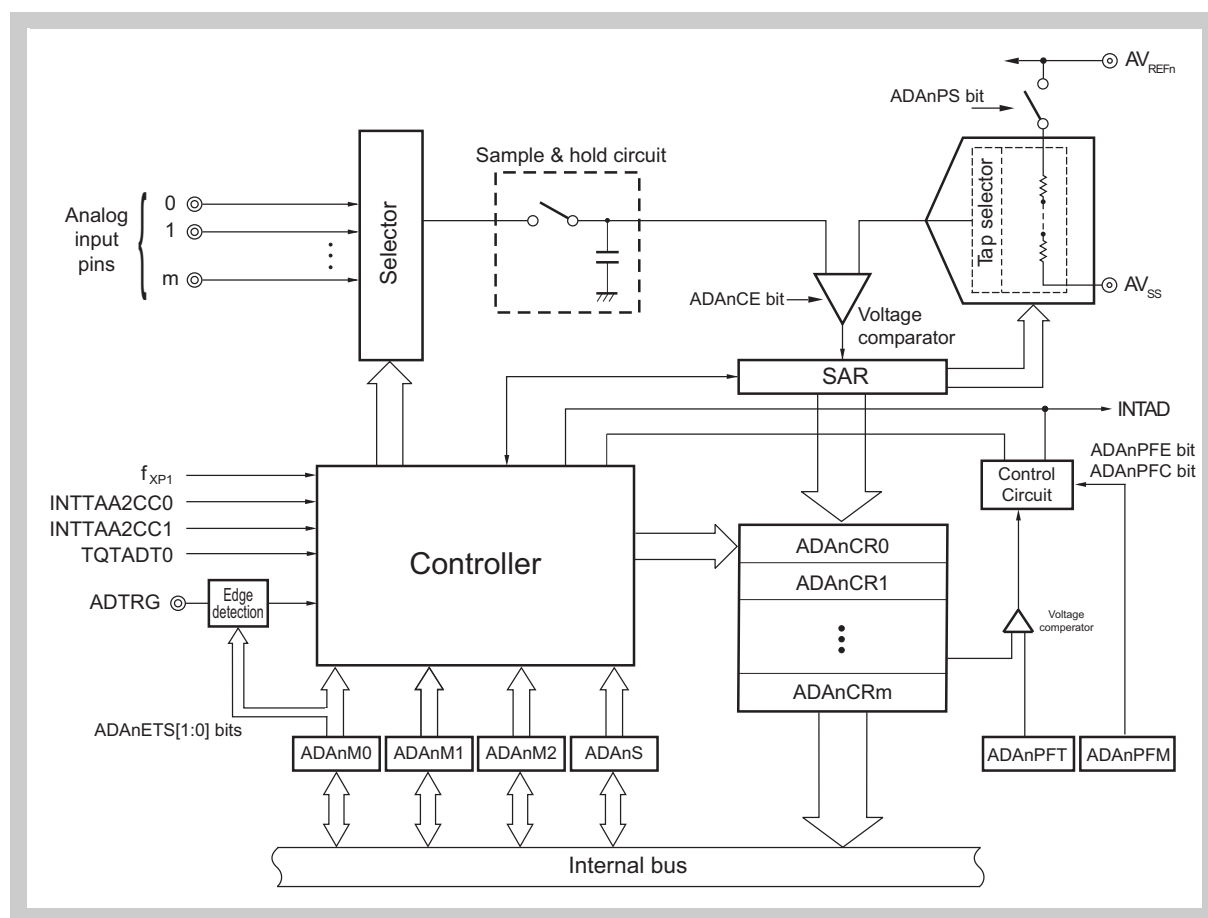 AVREFn
ADAnPS bit
Sample & hold circuit
Analog
input
pins
0
1
m
Selector
Tap selector
AVSS
ADAnCE bit
Voltage
comparator
SAR
INTAD
ADAnPFE bit
ADAnPFC bit
Control
Circuit
fXP1
INTTAA2CC0
INTTAA2CC1
TQTADT0
ADTRG
Edge
detection
Controller
ADAnCR0
ADAnCR1
ADAnCRm
Voltage
comperator
ADAnETS[1:0] bits
ADAnM0
ADAnM1
ADAnM2
ADAnS
ADAnPFT
ADAnPFM
Internal bus